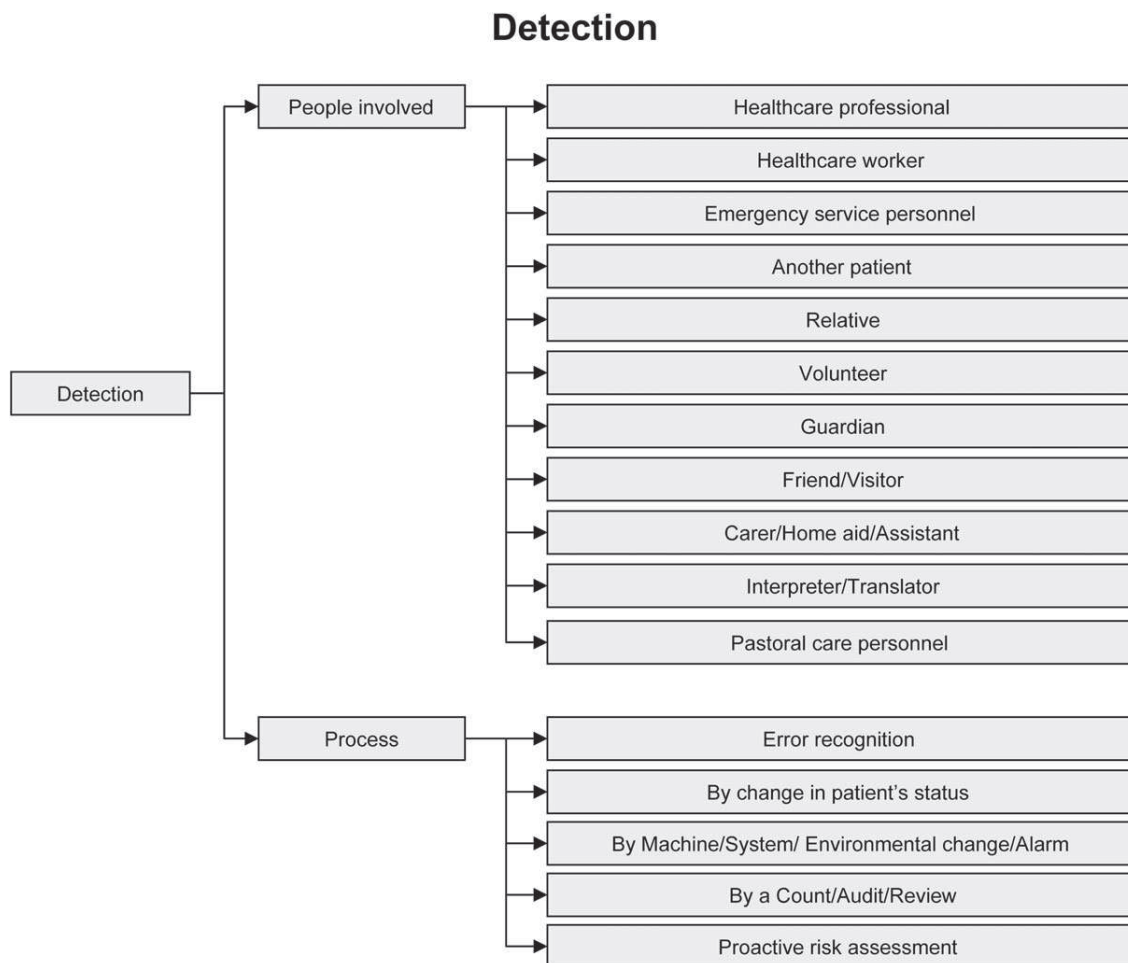 Detection
People involved
Healthcare professional
Healthcare worker
Emergency service personnel
Another patient
Relative
Volunteer
Guardian
Friend/Visitor
Carer/Home aid/Assistant
Interpreter/Translator
Pastoral care personnel
Detection
Process
Error recognition
By change in patient’s status
By Machine/System/ Environmental change/Alarm
By a Count/Audit/Review
Proactive risk assessment